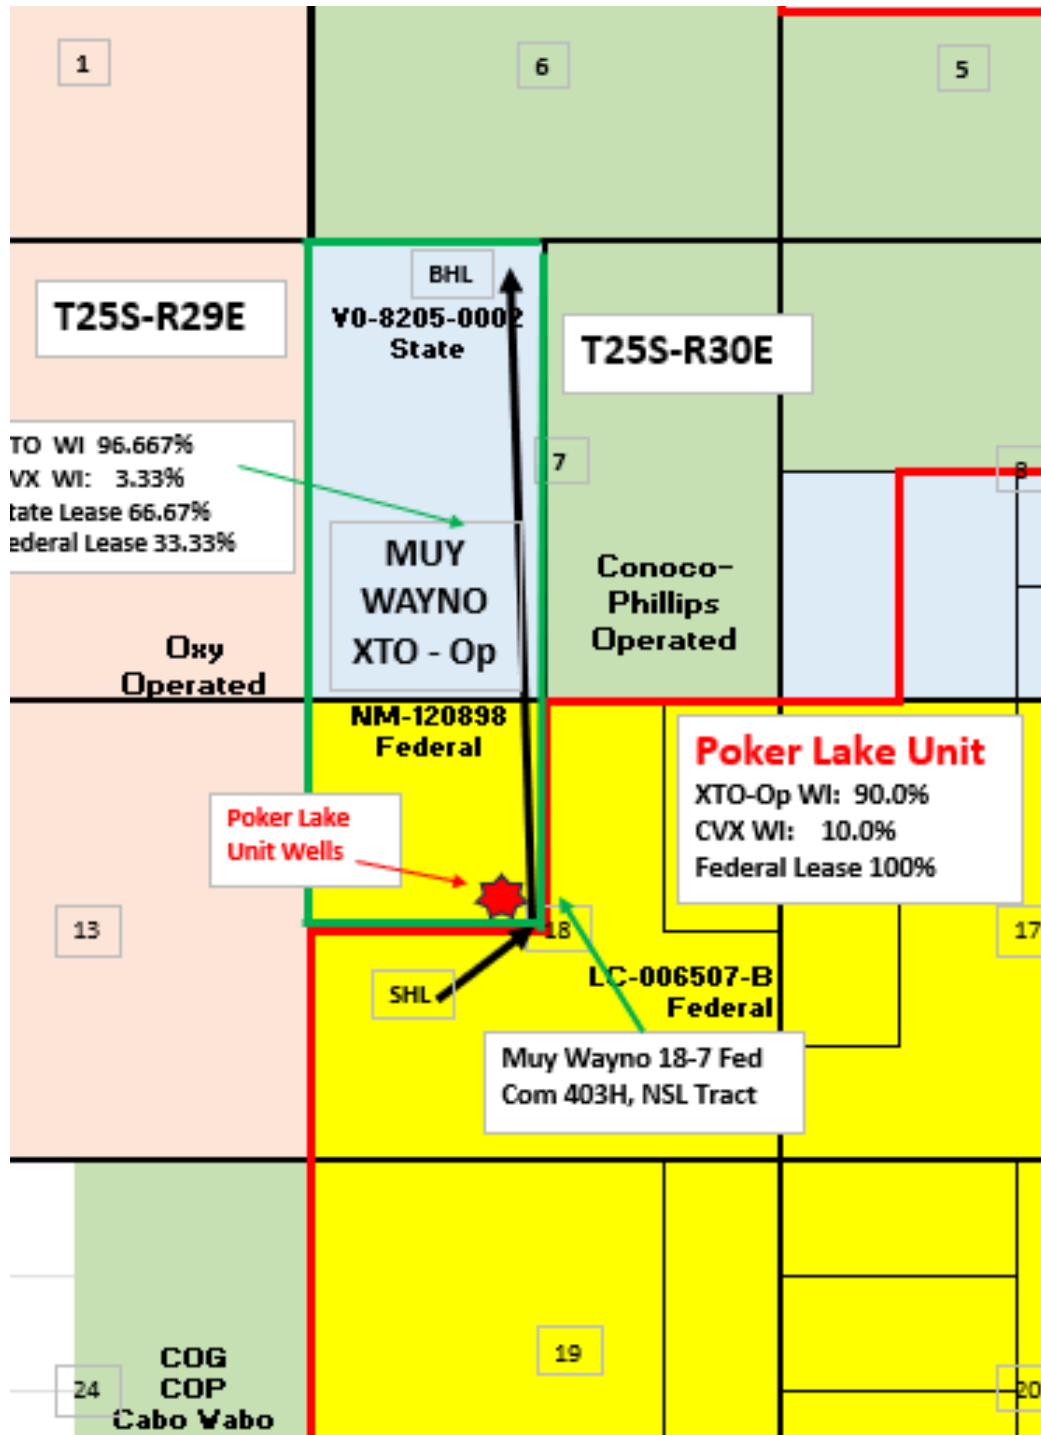 1
6
5
BHL
T25S-R29E
V0-8205-0002
State
T25S-R30E
TO WI 96.667%
VX WI: 3.33%
tate Lease 66.67%
ederal Lease 33.33%
7
8
MUY
WAYNO
XTO - Op
Conoco-
Phillips
Operated
Oxy
Operated
NM-120898
Federal
Poker Lake Unit
XTO-Op WI: 90.0%
CVX WI: 10.0%
Federal Lease 100%
Poker Lake
Unit Wells
13
18
17
SHL
LC-006507-B
Federal
Muy Wayno 18-7 Fed
Com 403H, NSL Tract
19
24
COG
COP
Cabo Wabo
20